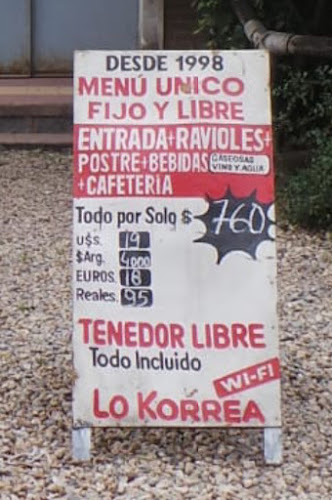 DESDE 1998
MENÚ UNICO
FIJO Y LIBRE
ENTRADA+RAVIOLES+
POSTRE+BEBIDAS GASEOSAS
VINO Y AGUA
+CAFETERIA
Todo por Solo $ 760
U$S. 19
$Arg. 4000
EUROS. 18
Reales. 95
TENEDOR LIBRE
Todo Incluido
WI-FI
LO KORREA